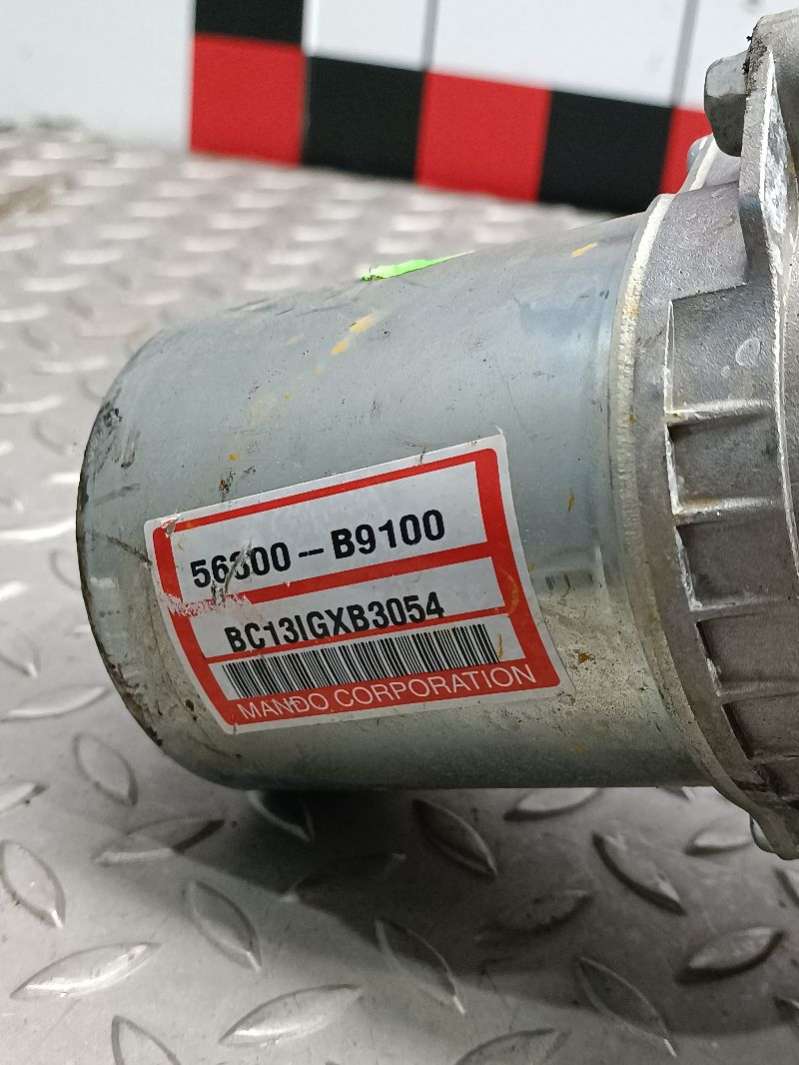 56300-B9100
BC13IGXB3054
MANDO CORPORATION